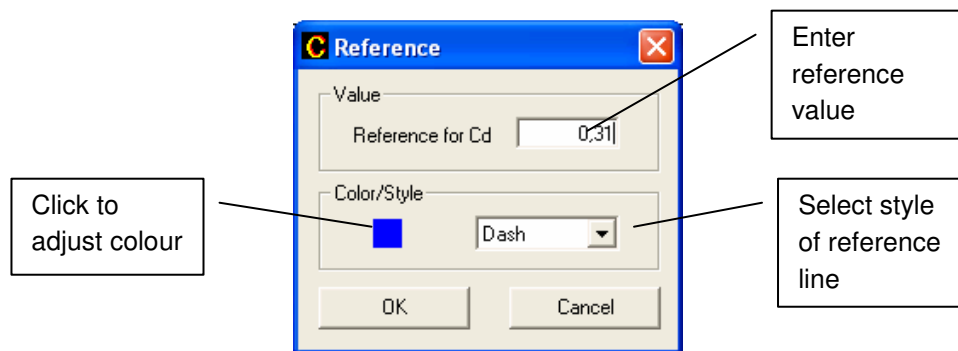 C Reference
Value
Reference for Cd 0,31
Color/Style
Dash
OK Cancel
Enter
reference
value
Click to
adjust colour
Select style
of reference
line